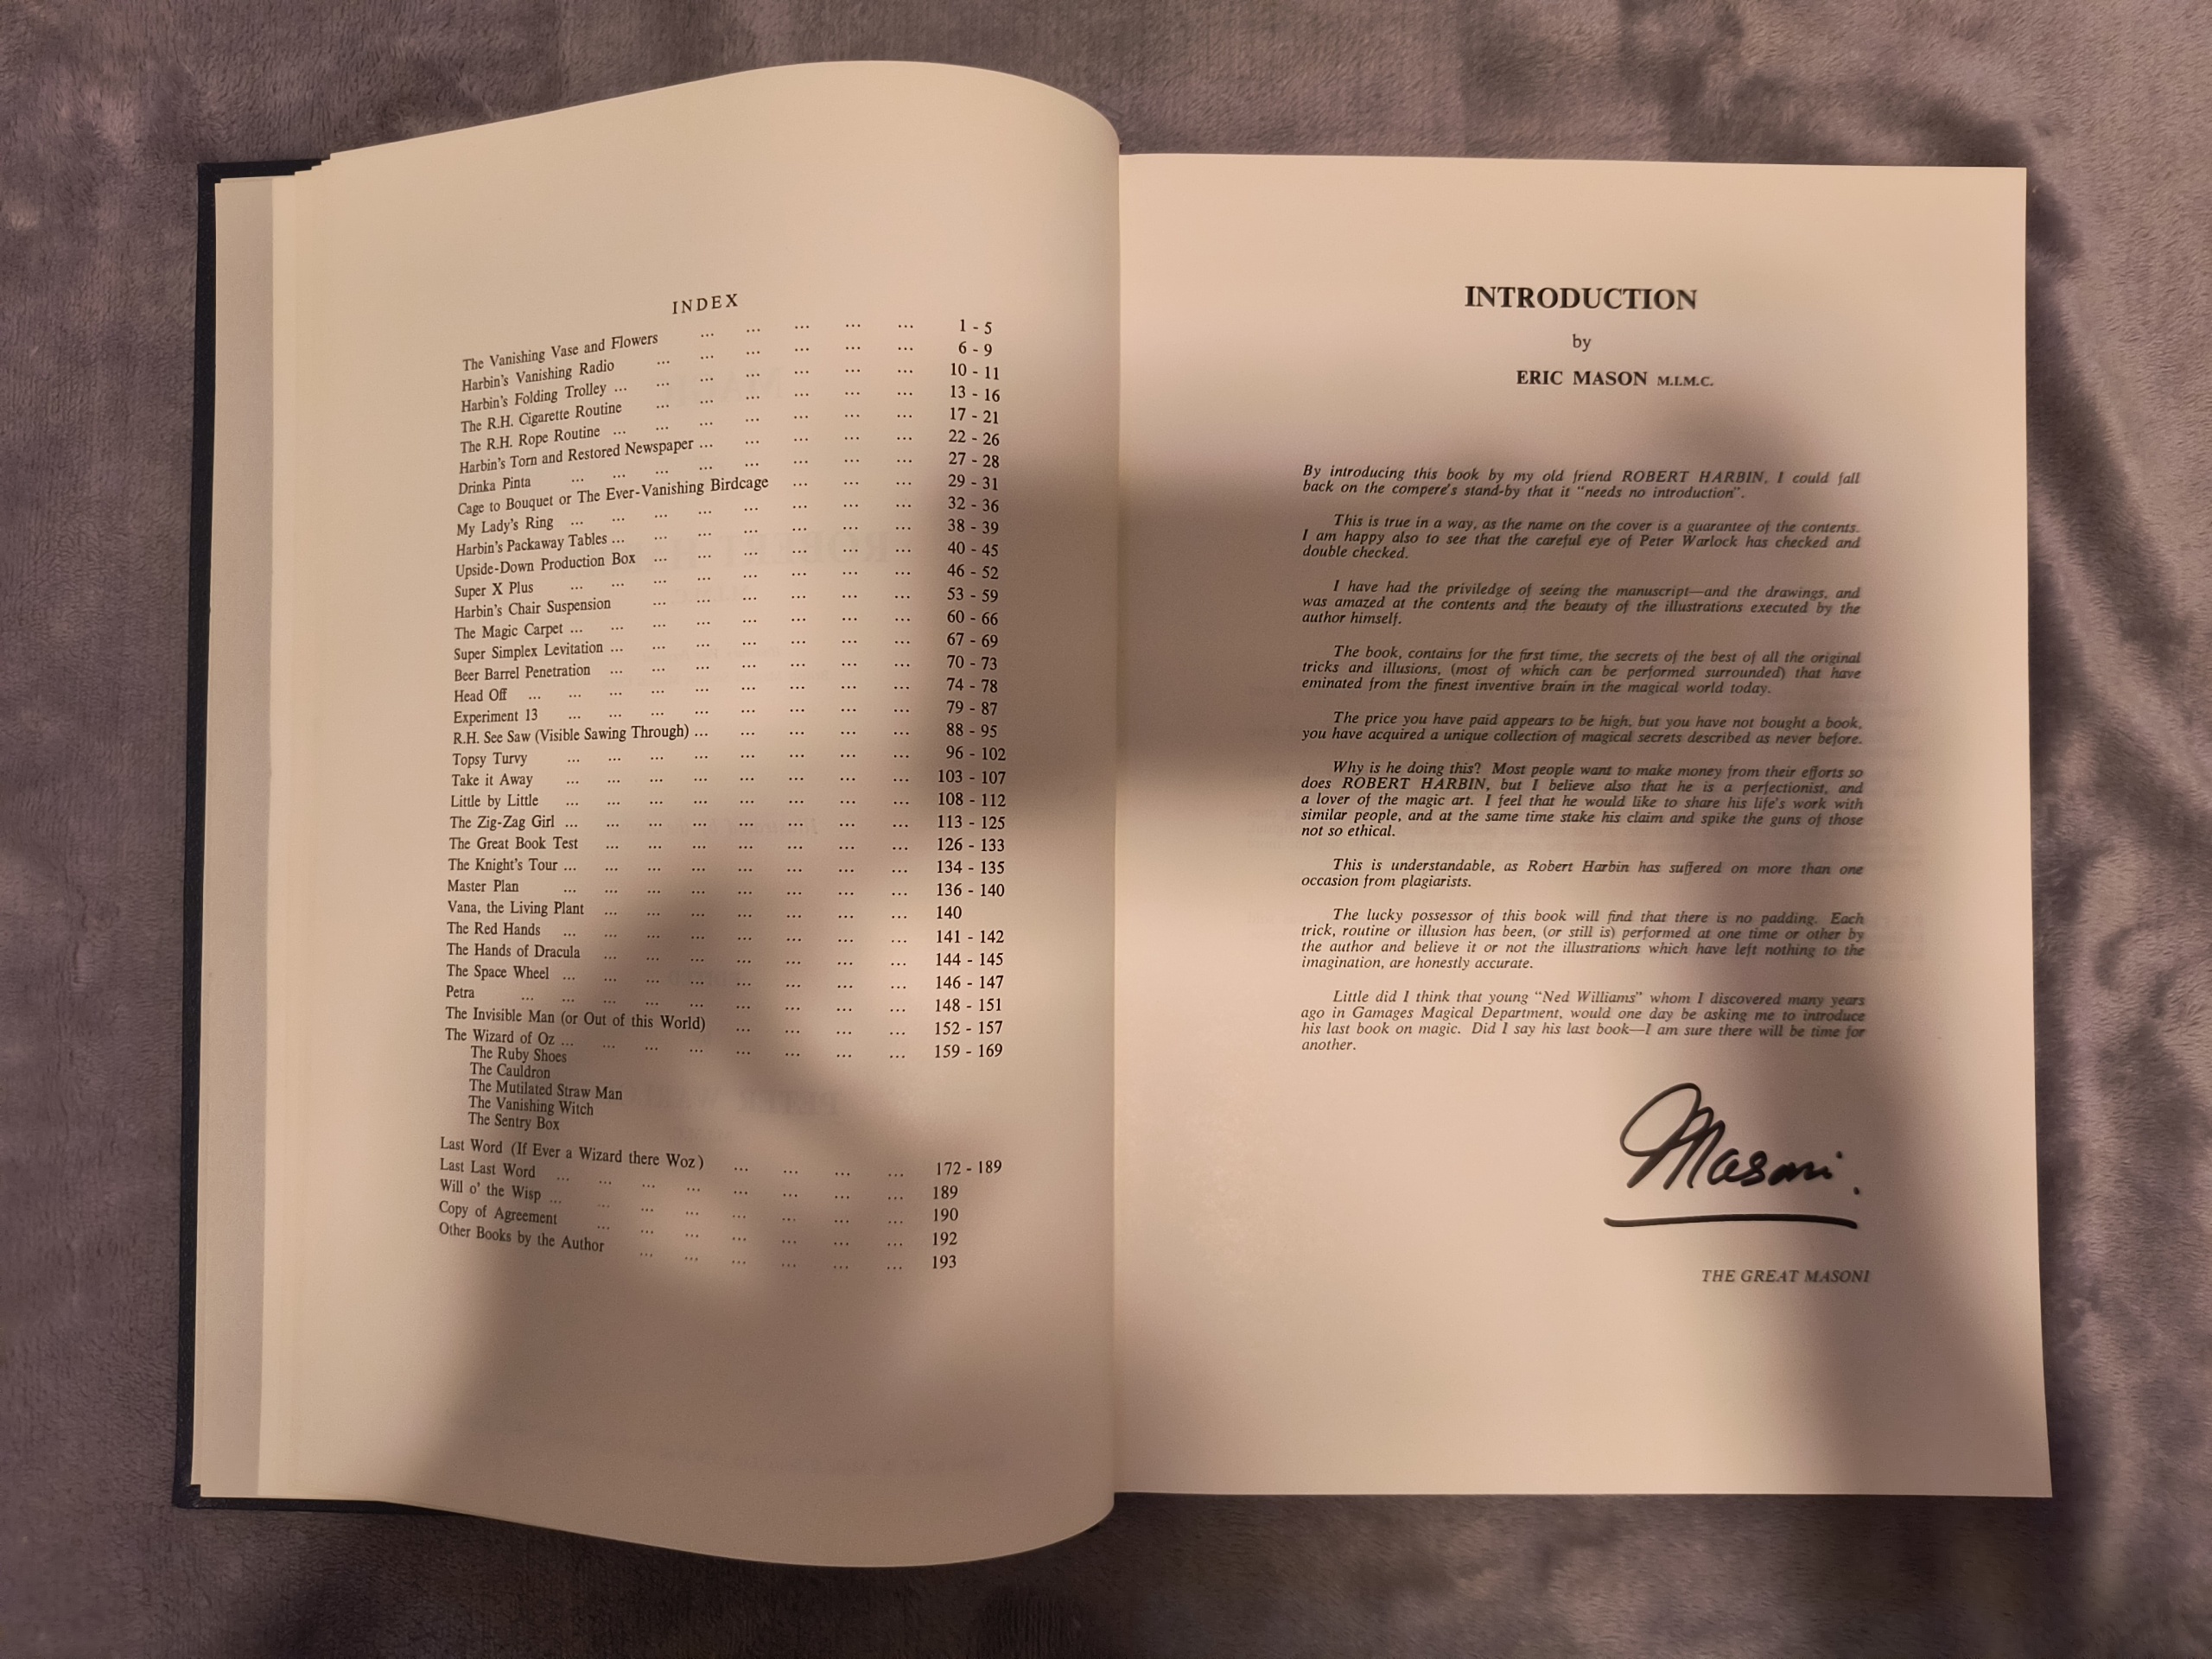 INDEX
The Vanishing Vase and Flowers ... ... ... ... ... 1 - 5
Harbin's Vanishing Radio ... ... ... ... ... ... 6 - 9
Harbin's Folding Trolley ... ... ... ... ... ... ... 10 - 11
The R.H. Cigarette Routine ... ... ... ... ... ... 13 - 16
The R.H. Rope Routine ... ... ... ... ... ... ... 17 - 21
Harbin's Torn and Restored Newspaper ... ... ... ... ... 22 - 26
Drinka Pinta ... ... ... ... ... ... ... 27 - 28
Cage to Bouquet or The Ever-Vanishing Birdcage ... ... ... 29 - 31
My Lady's Ring ... ... ... ... ... ... ... ... 32 - 36
Harbin's Packaway Tables ... ... ... ... ... ... ... 38 - 39
Upside-Down Production Box ... ... ... ... ... ... 40 - 45
Super X Plus ... ... ... ... ... ... ... ... 46 - 52
Harbin's Chair Suspension ... ... ... ... ... ... 53 - 59
The Magic Carpet ... ... ... ... ... ... ... ... 60 - 66
Super Simplex Levitation ... ... ... ... ... ... ... 67 - 69
Beer Barrel Penetration ... ... ... ... ... ... ... 70 - 73
Head Off ... ... ... ... ... ... ... ... ... 74 - 78
Experiment 13 ... ... ... ... ... ... ... ... 79 - 87
R.H. See Saw (Visible Sawing Through) ... ... ... ... ... 88 - 95
Topsy Turvy ... ... ... ... ... ... ... ... 96 - 102
Take it Away ... ... ... ... ... ... ... ... 103 - 107
Little by Little ... ... ... ... ... ... ... ... 108 - 112
The Zig-Zag Girl ... ... ... ... ... ... ... ... 113 - 125
The Great Book Test ... ... ... ... ... ... ... 126 - 133
The Knight's Tour ... ... ... ... ... ... ... ... 134 - 135
Master Plan ... ... ... ... ... ... ... ... 136 - 140
Vana, the Living Plant ... ... ... ... ... ... ... 140
The Red Hands ... ... ... ... ... ... ... ... 141 - 142
The Hands of Dracula ... ... ... ... ... ... ... 144 - 145
The Space Wheel ... ... ... ... ... ... ... ... 146 - 147
Petra ... ... ... ... ... ... ... ... ... 148 - 151
The Invisible Man (or Out of this World) ... ... ... ... 152 - 157
The Wizard of Oz ... ... ... ... ... ... ... ... 159 - 169
The Ruby Shoes
The Cauldron
The Mutilated Straw Man
The Vanishing Witch
The Sentry Box
Last Word (If Ever a Wizard there Woz) ... ... ... ... 172 - 189
Last Last Word ... ... ... ... ... ... ... ... 189
Will o' the Wisp ... ... ... ... ... ... ... ... 190
Copy of Agreement ... ... ... ... ... ... ... 192
Other Books by the Author ... ... ... ... ... ... 193
INTRODUCTION
by
ERIC MASON M.I.M.C.
By introducing this book by my old friend ROBERT HARBIN, I could fall
back on the compere's stand-by that it "needs no introduction".
This is true in a way, as the name on the cover is a guarantee of the contents.
I am happy also to see that the careful eye of Peter Warlock has checked and
double checked.
I have had the priviledge of seeing the manuscript—and the drawings, and
was amazed at the contents and the beauty of the illustrations executed by the
author himself.
The book, contains for the first time, the secrets of the best of all the original
tricks and illusions, (most of which can be performed surrounded) that have
eminated from the finest inventive brain in the magical world today.
The price you have paid appears to be high, but you have not bought a book,
you have acquired a unique collection of magical secrets described as never before.
Why is he doing this? Most people want to make money from their efforts so
does ROBERT HARBIN, but I believe also that he is a perfectionist, and
a lover of the magic art. I feel that he would like to share his life's work with
similar people, and at the same time stake his claim and spike the guns of those
not so ethical.
This is understandable, as Robert Harbin has suffered on more than one
occasion from plagiarists.
The lucky possessor of this book will find that there is no padding. Each
trick, routine or illusion has been, (or still is) performed at one time or other by
the author and believe it or not the illustrations which have left nothing to the
imagination, are honestly accurate.
Little did I think that young "Ned Williams" whom I discovered many years
ago in Gamages Magical Department, would one day be asking me to introduce
his last book on magic. Did I say his last book—I am sure there will be time for
another.
Masoni.
THE GREAT MASONI